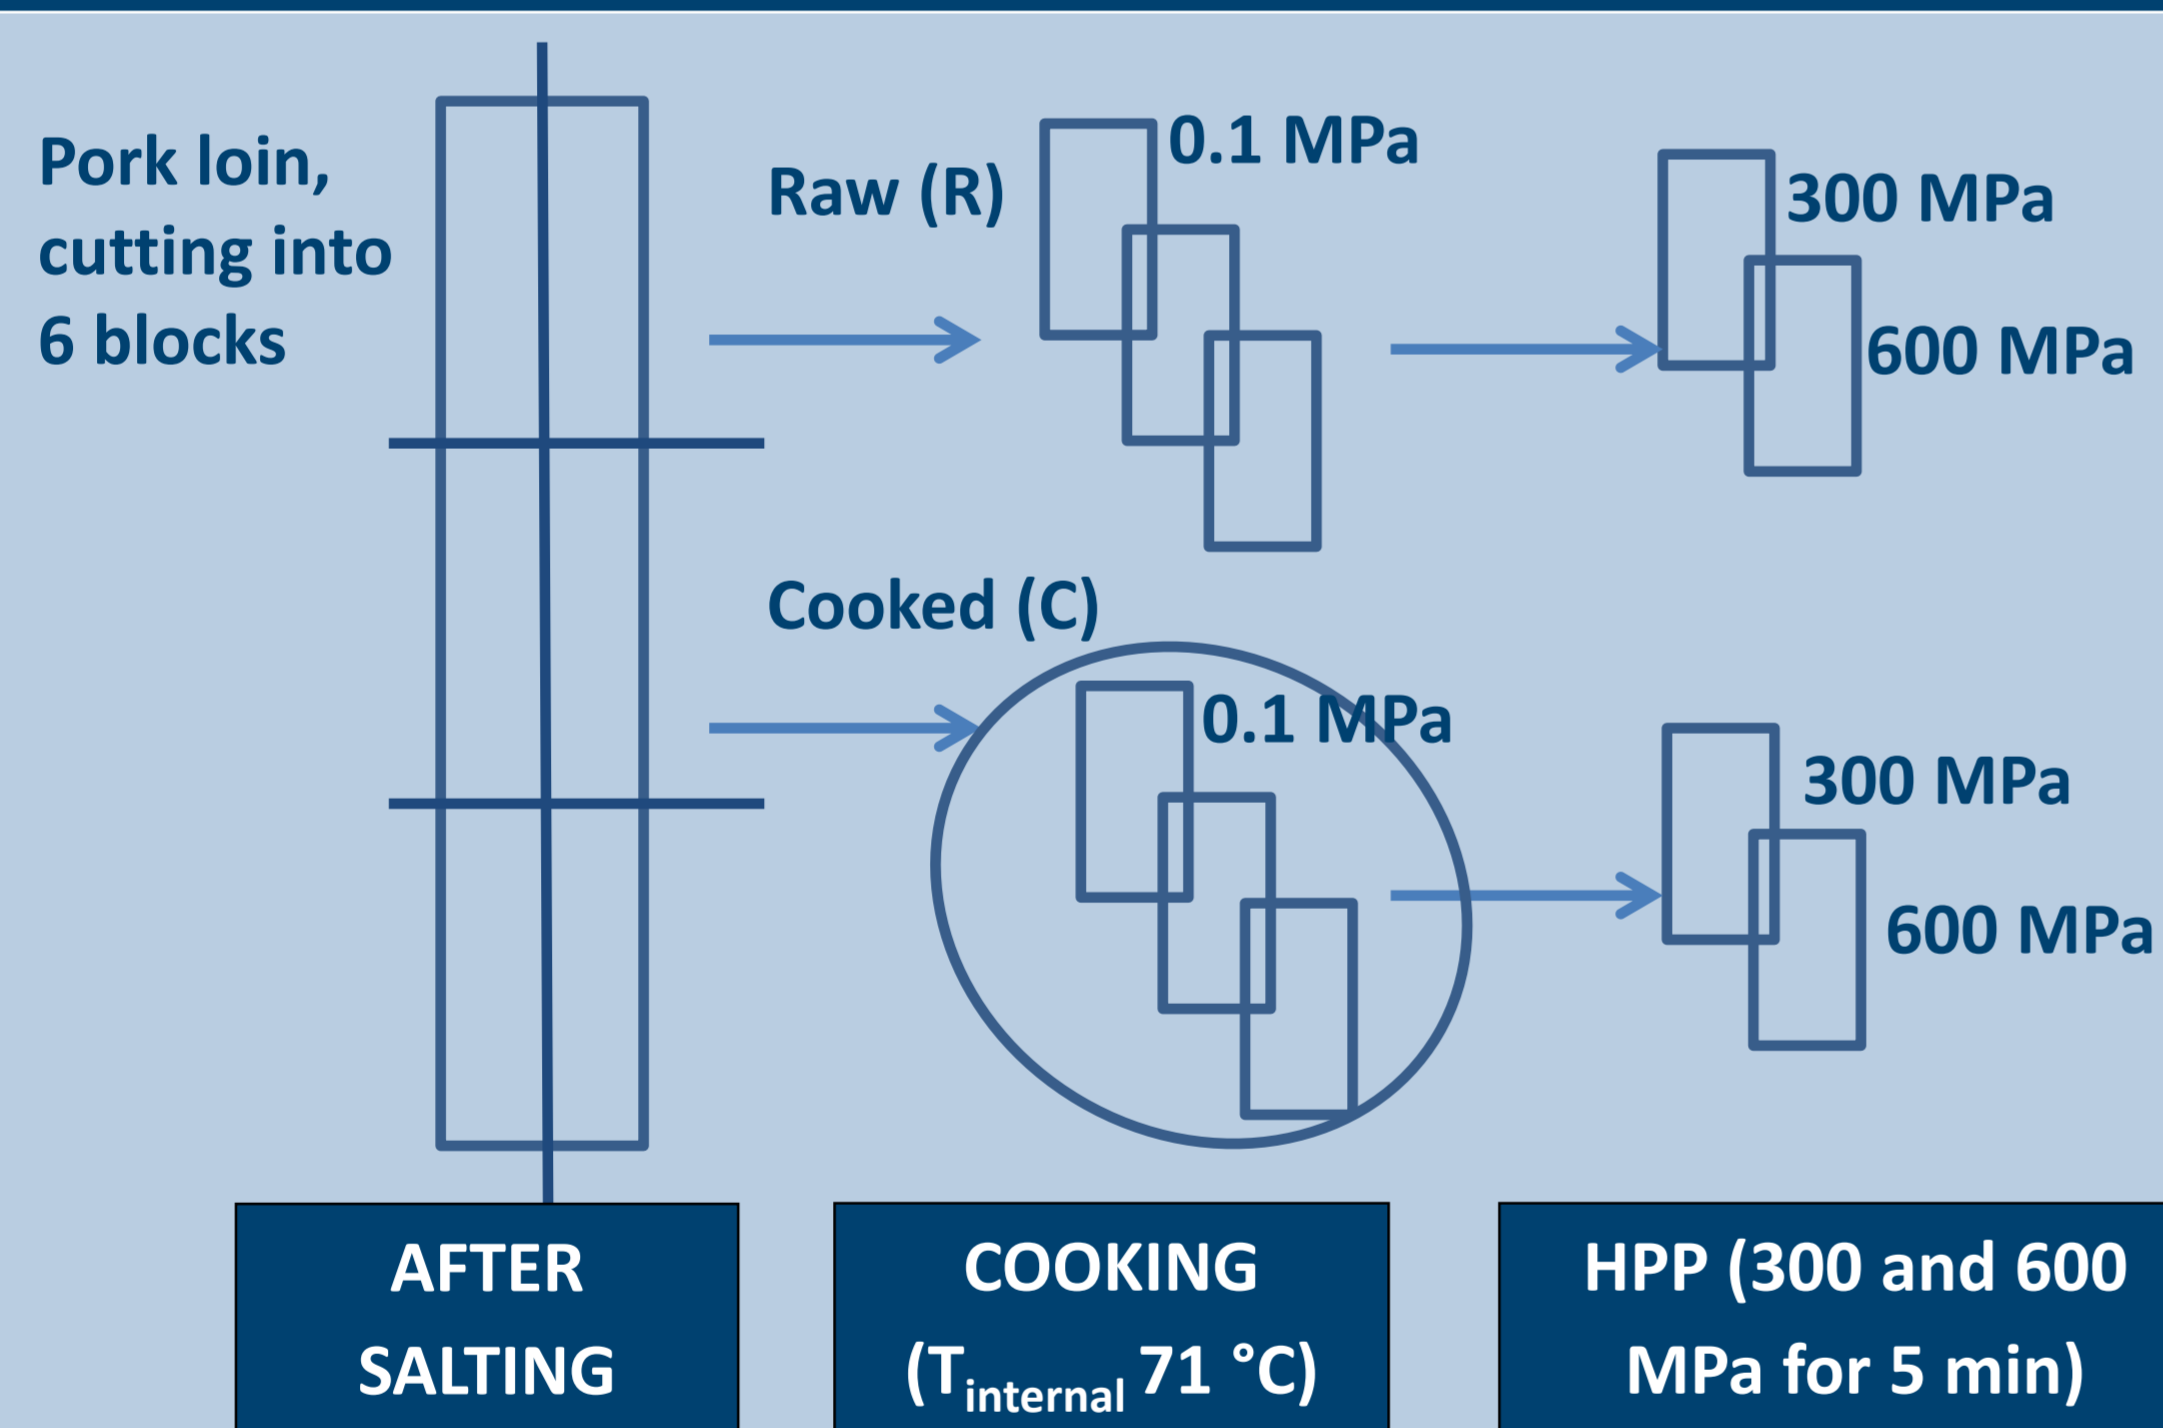 Pork loin,
cutting into
6 blocks
Raw (R)
0.1 MPa
300 MPa
600 MPa
Cooked (C)
0.1 MPa
300 MPa
600 MPa
AFTER
SALTING
COOKING
(Tinternal 71 °C)
HPP (300 and 600
MPa for 5 min)